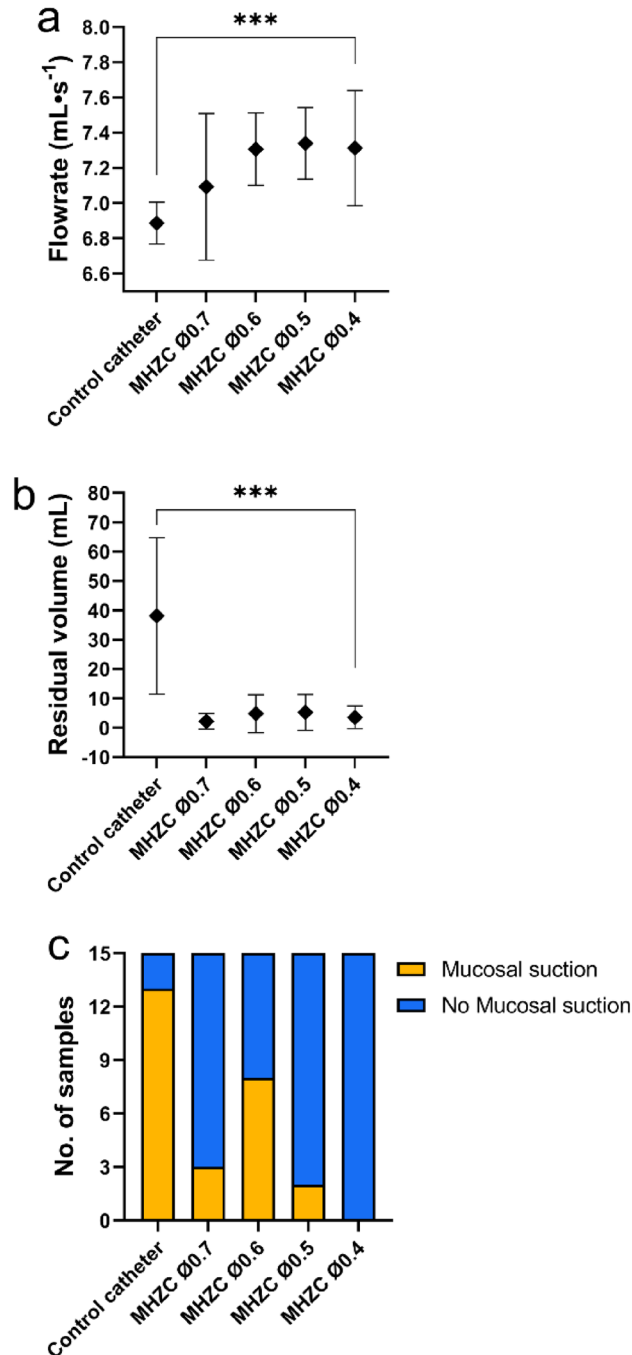 a
***
Flowrate (mL•s⁻¹)
8.0
7.8
7.6
7.4
7.2
7.0
6.8
6.6
Control catheter
MHZC Ø0.7
MHZC Ø0.6
MHZC Ø0.5
MHZC Ø0.4
b
***
Residual volume (mL)
80
70
60
50
40
30
20
10
0
-10
Control catheter
MHZC Ø0.7
MHZC Ø0.6
MHZC Ø0.5
MHZC Ø0.4
c
No. of samples
15
12
9
6
3
0
Mucosal suction
No Mucosal suction
Control catheter
MHZC Ø0.7
MHZC Ø0.6
MHZC Ø0.5
MHZC Ø0.4